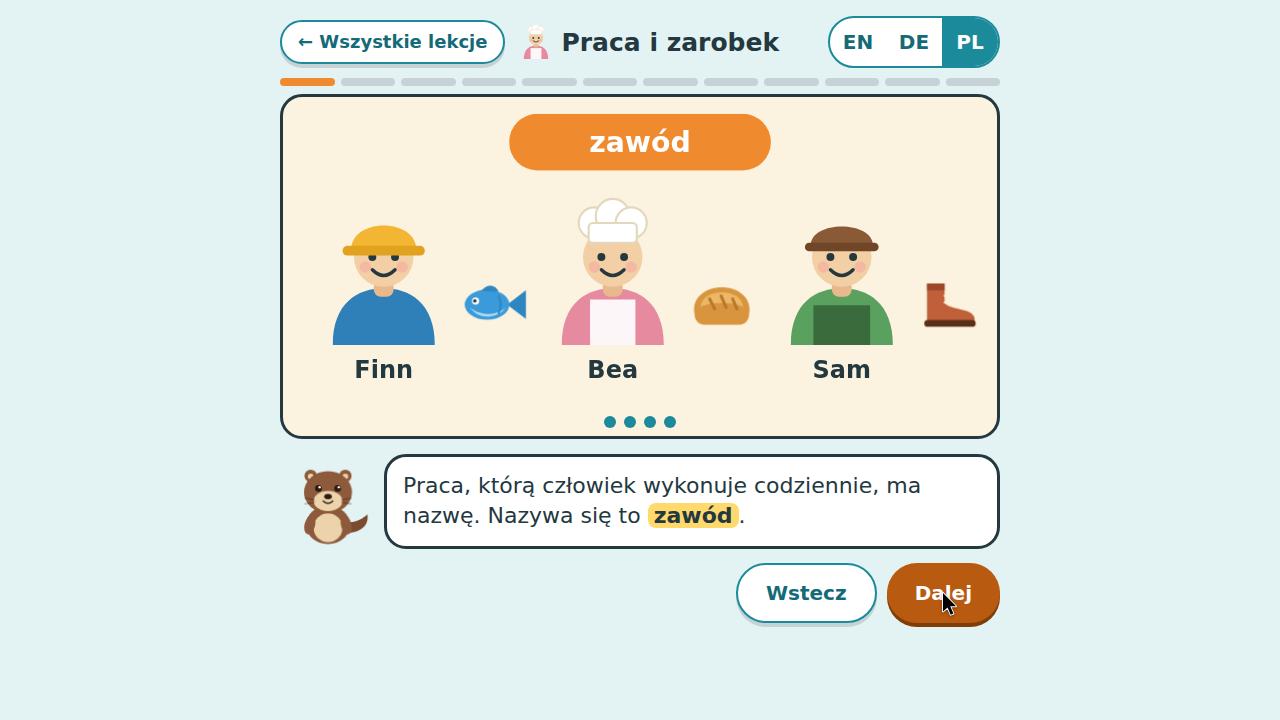 ← Wszystkie lekcje
Praca i zarobek
EN DE PL
zawód
Finn
Bea
Sam
Praca, którą człowiek wykonuje codziennie, ma
nazwę. Nazywa się to zawód.
Wstecz
Dalej